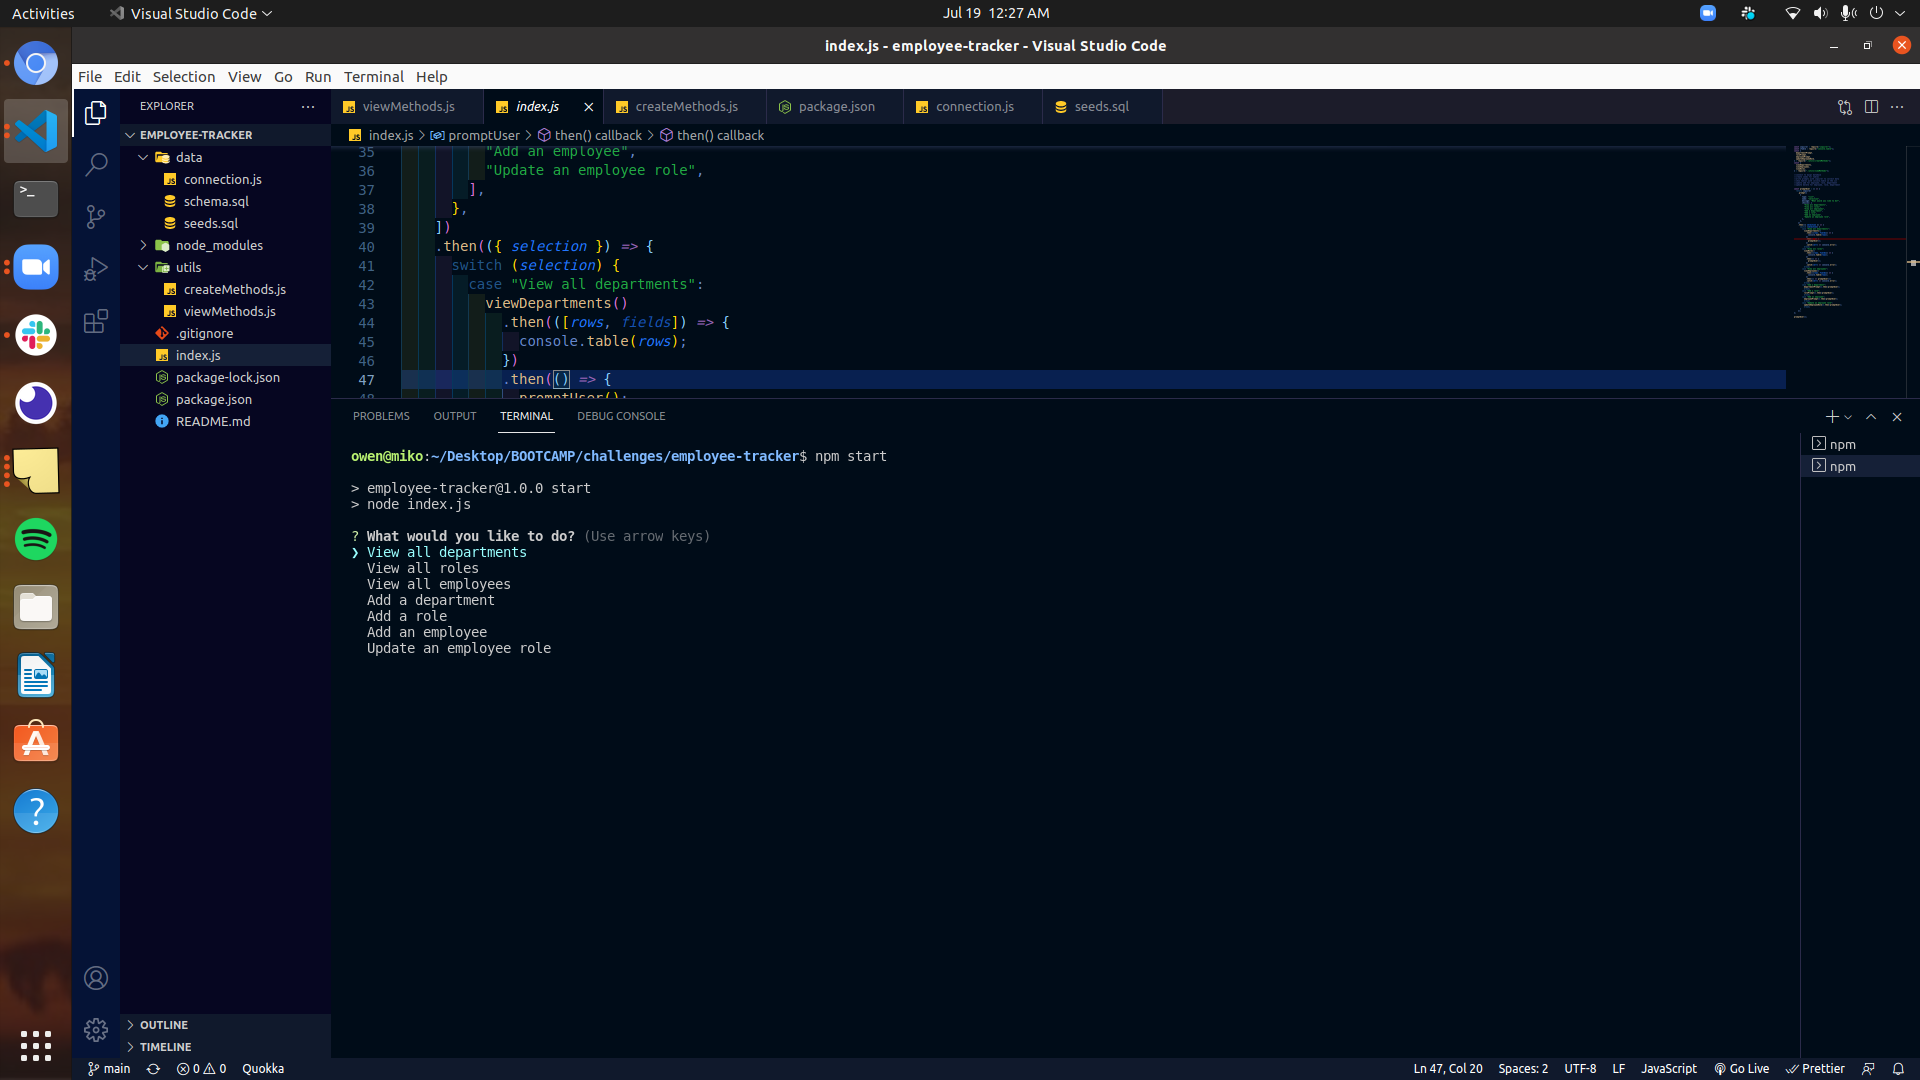 Activities
Visual Studio Code
Jul 19 12:27 AM
index.js - employee-tracker - Visual Studio Code
File Edit Selection View Go Run Terminal Help
EXPLORER
EMPLOYEE-TRACKER
data
connection.js
schema.sql
seeds.sql
node_modules
utils
createMethods.js
viewMethods.js
.gitignore
index.js
package-lock.json
package.json
README.md
OUTLINE
TIMELINE
viewMethods.js
index.js
createMethods.js
package.json
connection.js
seeds.sql
index.js > promptUser > then() callback > then() callback
35 "Add an employee",
36 "Update an employee role",
37 ],
38 },
39 ])
40 .then(({ selection }) => {
41 switch (selection) {
42 case "View all departments":
43 viewDepartments()
44 .then(([rows, fields]) => {
45 console.table(rows);
46 })
47 .then(() => {
48 promptUser();
PROBLEMS OUTPUT TERMINAL DEBUG CONSOLE
owen@miko:~/Desktop/BOOTCAMP/challenges/employee-tracker$ npm start
> employee-tracker@1.0.0 start
> node index.js
? What would you like to do? (Use arrow keys)
❯ View all departments
View all roles
View all employees
Add a department
Add a role
Add an employee
Update an employee role
npm
npm
main
0 0
Quokka
Ln 47, Col 20
Spaces: 2
UTF-8
LF
JavaScript
Go Live
Prettier